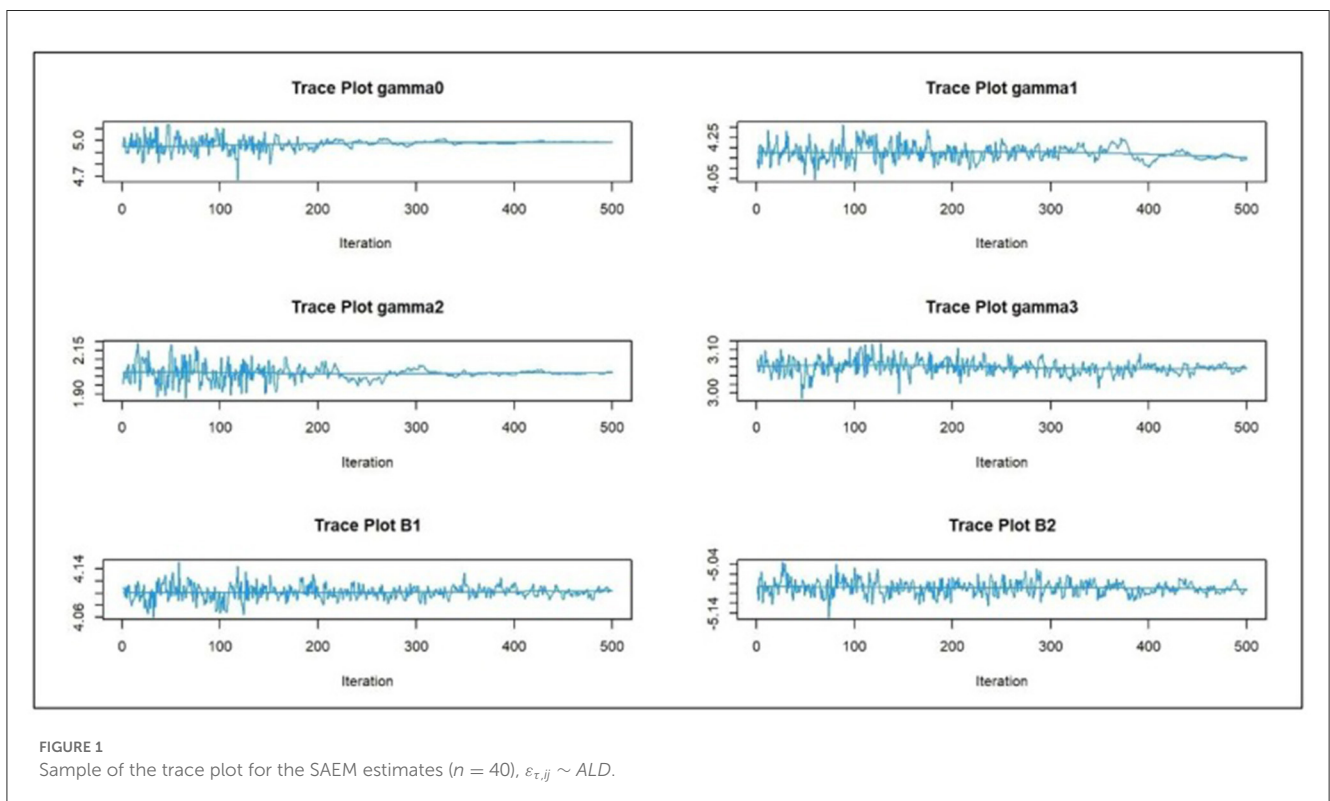 Trace Plot gamma0
5.0
4.7
0 100 200 300 400 500
Iteration
Trace Plot gamma1
4.25
4.05
0 100 200 300 400 500
Iteration
Trace Plot gamma2
2.15
1.90
0 100 200 300 400 500
Iteration
Trace Plot gamma3
3.10
3.00
0 100 200 300 400 500
Iteration
Trace Plot B1
4.14
4.06
0 100 200 300 400 500
Iteration
Trace Plot B2
-5.04
-5.14
0 100 200 300 400 500
Iteration
FIGURE 1
Sample of the trace plot for the SAEM estimates (n = 40), ε_{τ,ij} ~ ALD.